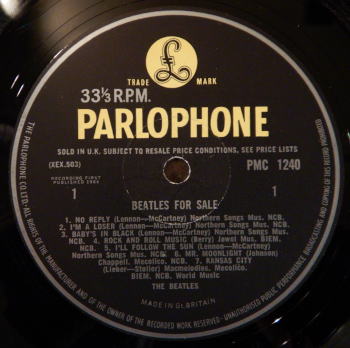 TRADE MARK
33⅓ R.P.M.
PARLOPHONE
SOLD IN U.K. SUBJECT TO RESALE PRICE CONDITIONS, SEE PRICE LISTS
(XEX.503)
PMC 1240
RECORDING FIRST
PUBLISHED 1964
1
1
BEATLES FOR SALE
1. NO REPLY (Lennon—McCartney) Northern Songs Mus. NCB.
2. I'M A LOSER (Lennon—McCartney) Northern Songs Mus. NCB.
3. BABY'S IN BLACK (Lennon—McCartney) Northern Songs Mus.
NCB. 4. ROCK AND ROLL MUSIC (Berry) Jewel Mus. BIEM.
NCB. 5. I'LL FOLLOW THE SUN (Lennon—McCartney)
Northern Songs Mus. NCB. 6. MR. MOONLIGHT (Johnson)
Chappell, Mecolico. NCB. 7. KANSAS CITY
(Lieber—Stoller) Macmelodies. Mecolico.
BIEM. NCB. World Music
THE BEATLES
MADE IN GT. BRITAIN
THE PARLOPHONE CO. LTD. ALL RIGHTS OF THE MANUFACTURER AND OF THE OWNER OF THE RECORDED WORK RESERVED UNAUTHORISED PUBLIC PERFORMANCE BROADCASTING AND COPYING OF THIS RECORD PROHIBITED